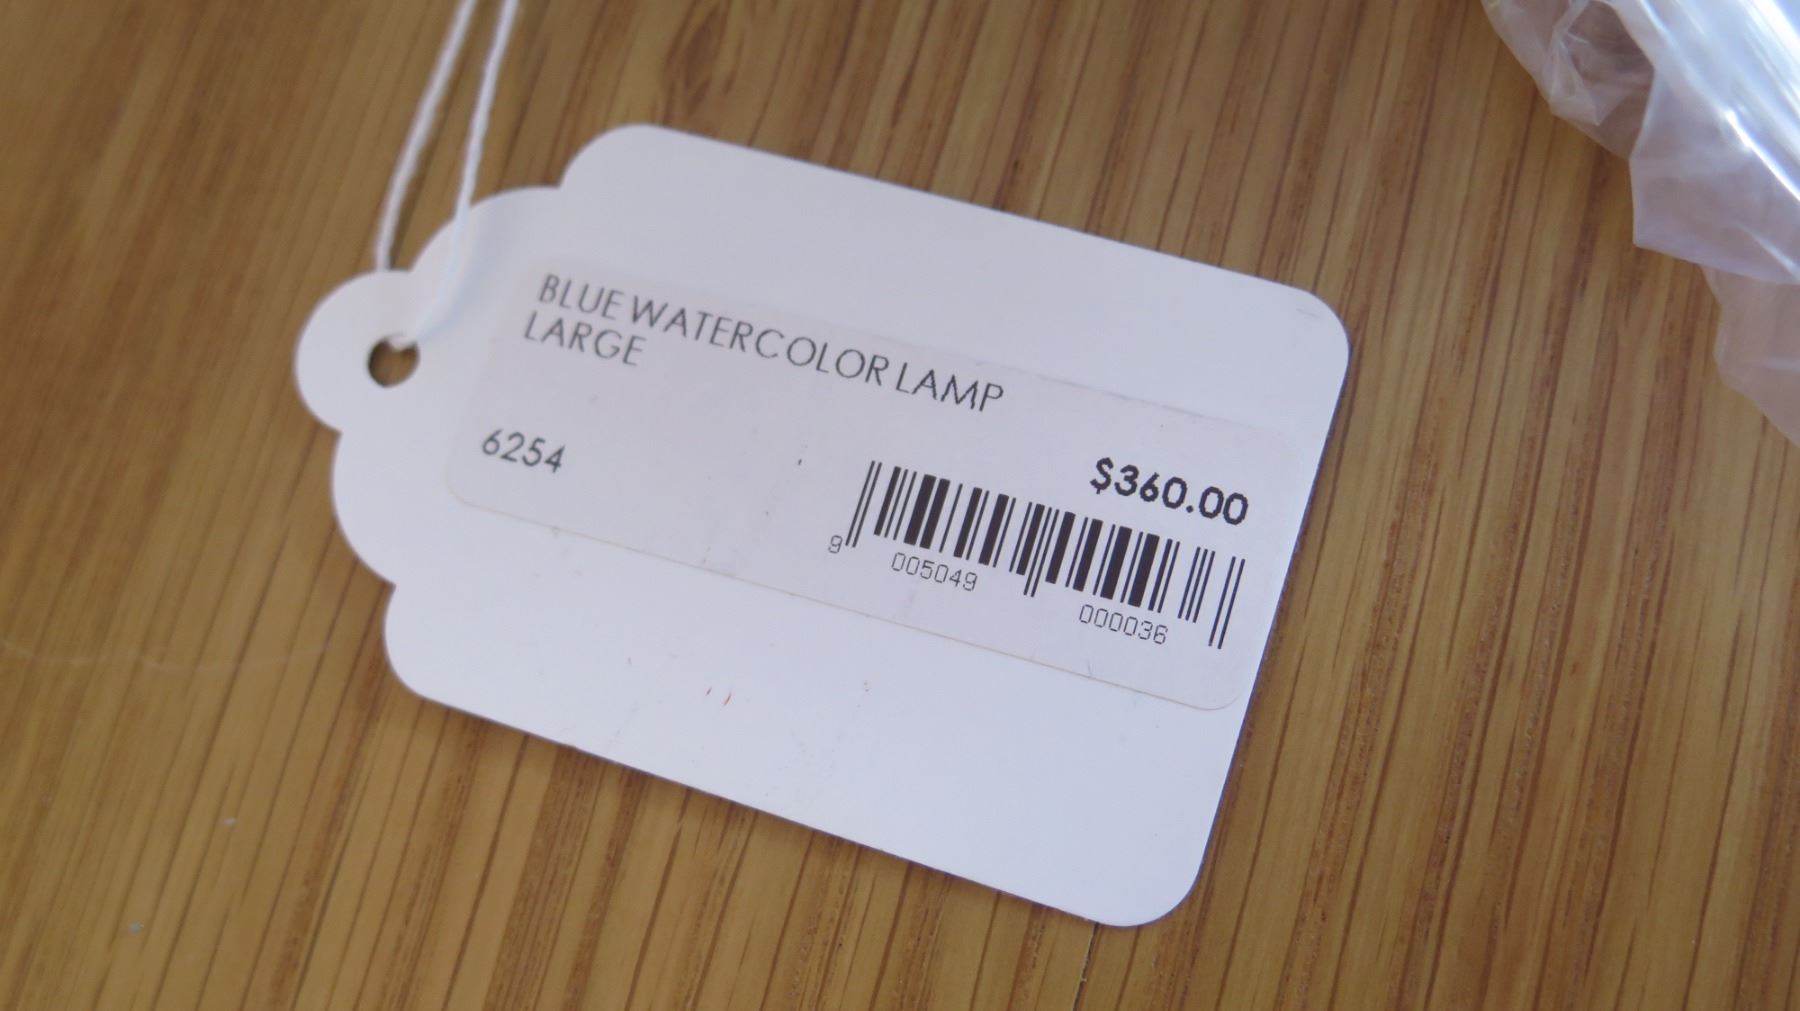 BLUE WATERCOLOR LAMP
LARGE
6254
$360.00
9 005049 000036